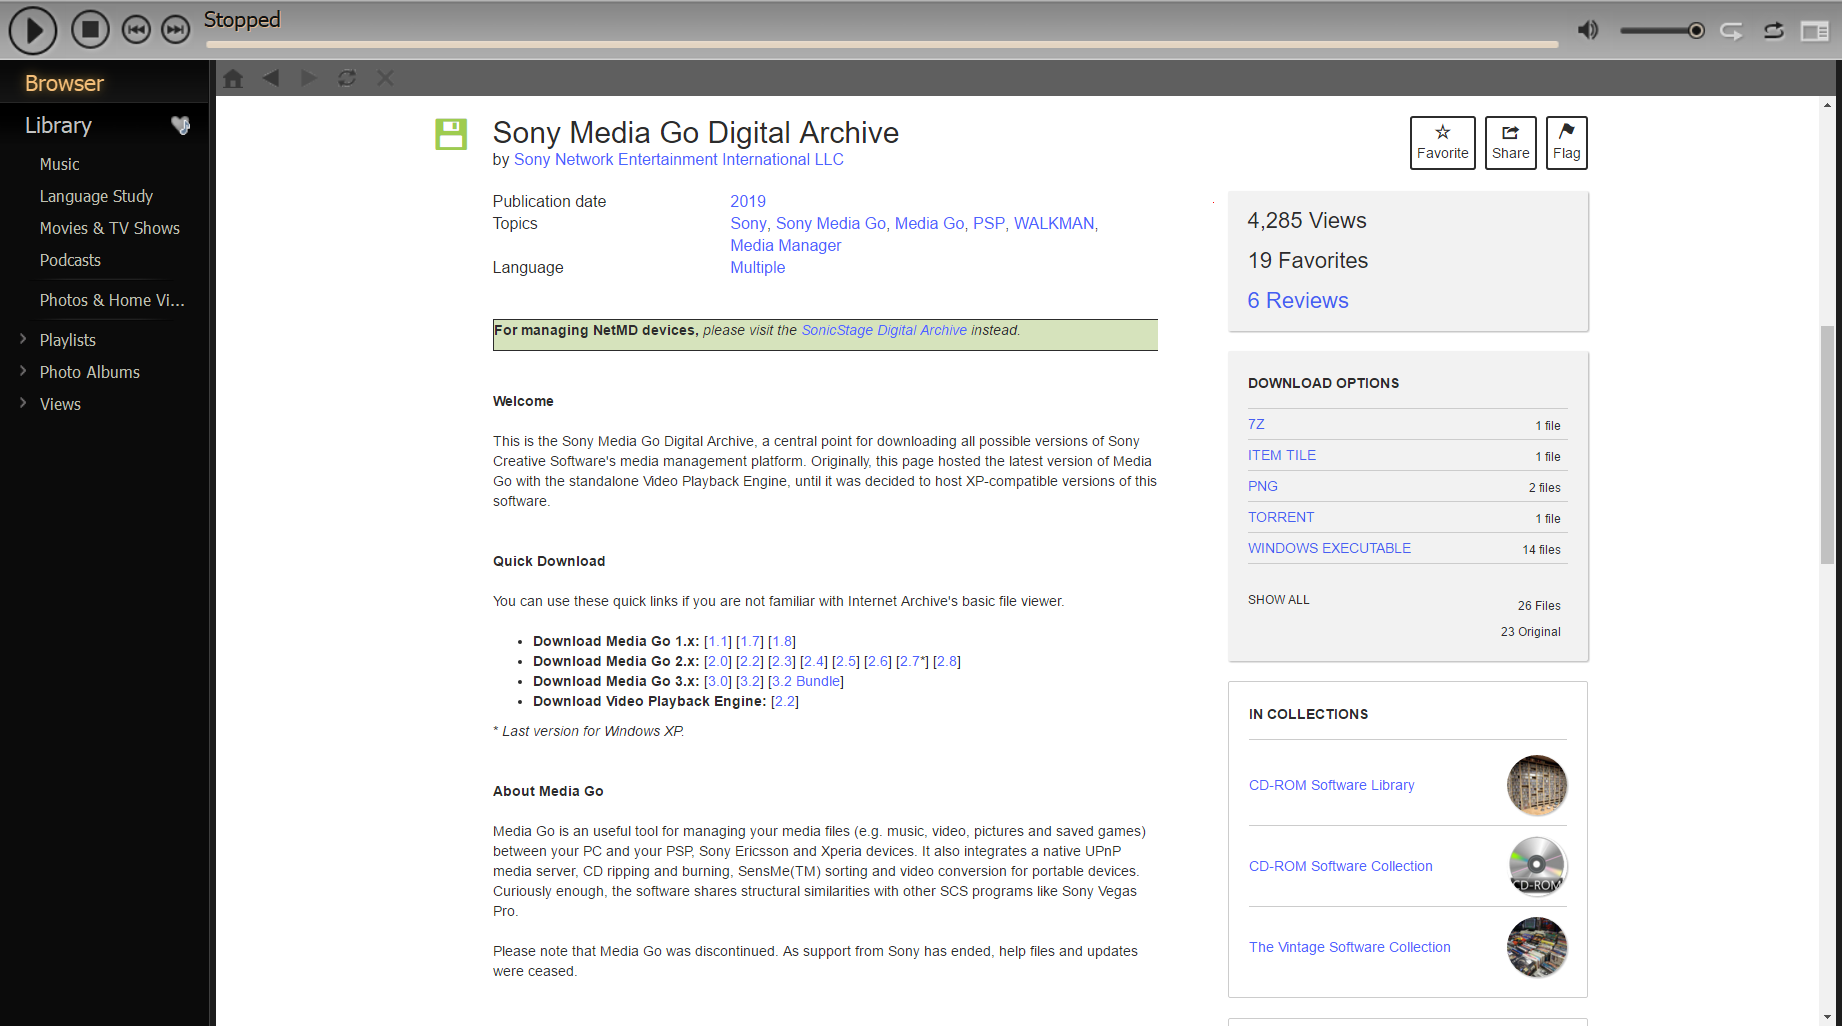 Stopped
Browser
Library
Music
Language Study
Movies & TV Shows
Podcasts
Photos & Home Vi...
Playlists
Photo Albums
Views
Sony Media Go Digital Archive
by Sony Network Entertainment International LLC
Favorite
Share
Flag
Publication date 2019
Topics Sony, Sony Media Go, Media Go, PSP, WALKMAN,
Media Manager
Language Multiple
For managing NetMD devices, please visit the SonicStage Digital Archive instead.
Welcome
This is the Sony Media Go Digital Archive, a central point for downloading all possible versions of Sony
Creative Software's media management platform. Originally, this page hosted the latest version of Media
Go with the standalone Video Playback Engine, until it was decided to host XP-compatible versions of this
software.
Quick Download
You can use these quick links if you are not familiar with Internet Archive's basic file viewer.
• Download Media Go 1.x: [1.1] [1.7] [1.8]
• Download Media Go 2.x: [2.0] [2.2] [2.3] [2.4] [2.5] [2.6] [2.7*] [2.8]
• Download Media Go 3.x: [3.0] [3.2] [3.2 Bundle]
• Download Video Playback Engine: [2.2]
* Last version for Windows XP.
About Media Go
Media Go is an useful tool for managing your media files (e.g. music, video, pictures and saved games)
between your PC and your PSP, Sony Ericsson and Xperia devices. It also integrates a native UPnP
media server, CD ripping and burning, SensMe(TM) sorting and video conversion for portable devices.
Curiously enough, the software shares structural similarities with other SCS programs like Sony Vegas
Pro.
Please note that Media Go was discontinued. As support from Sony has ended, help files and updates
were ceased.
4,285 Views
19 Favorites
6 Reviews
DOWNLOAD OPTIONS
7Z 1 file
ITEM TILE 1 file
PNG 2 files
TORRENT 1 file
WINDOWS EXECUTABLE 14 files
SHOW ALL 26 Files
23 Original
IN COLLECTIONS
CD-ROM Software Library
CD-ROM Software Collection
CD-ROM
The Vintage Software Collection